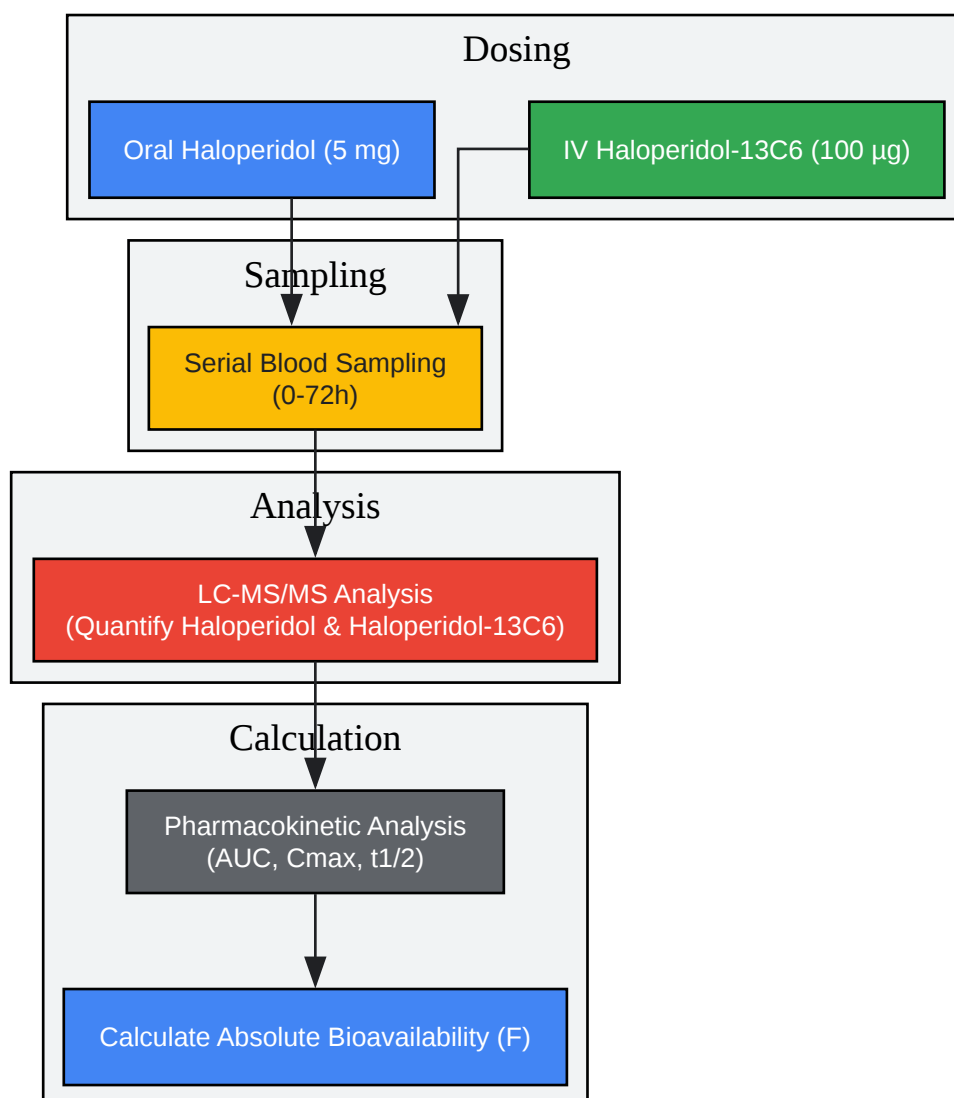 Dosing
Oral Haloperidol (5 mg)
IV Haloperidol-13C6 (100 µg)
Sampling
Serial Blood Sampling
(0-72h)
Analysis
LC-MS/MS Analysis
(Quantify Haloperidol & Haloperidol-13C6)
Calculation
Pharmacokinetic Analysis
(AUC, Cmax, t1/2)
Calculate Absolute Bioavailability (F)